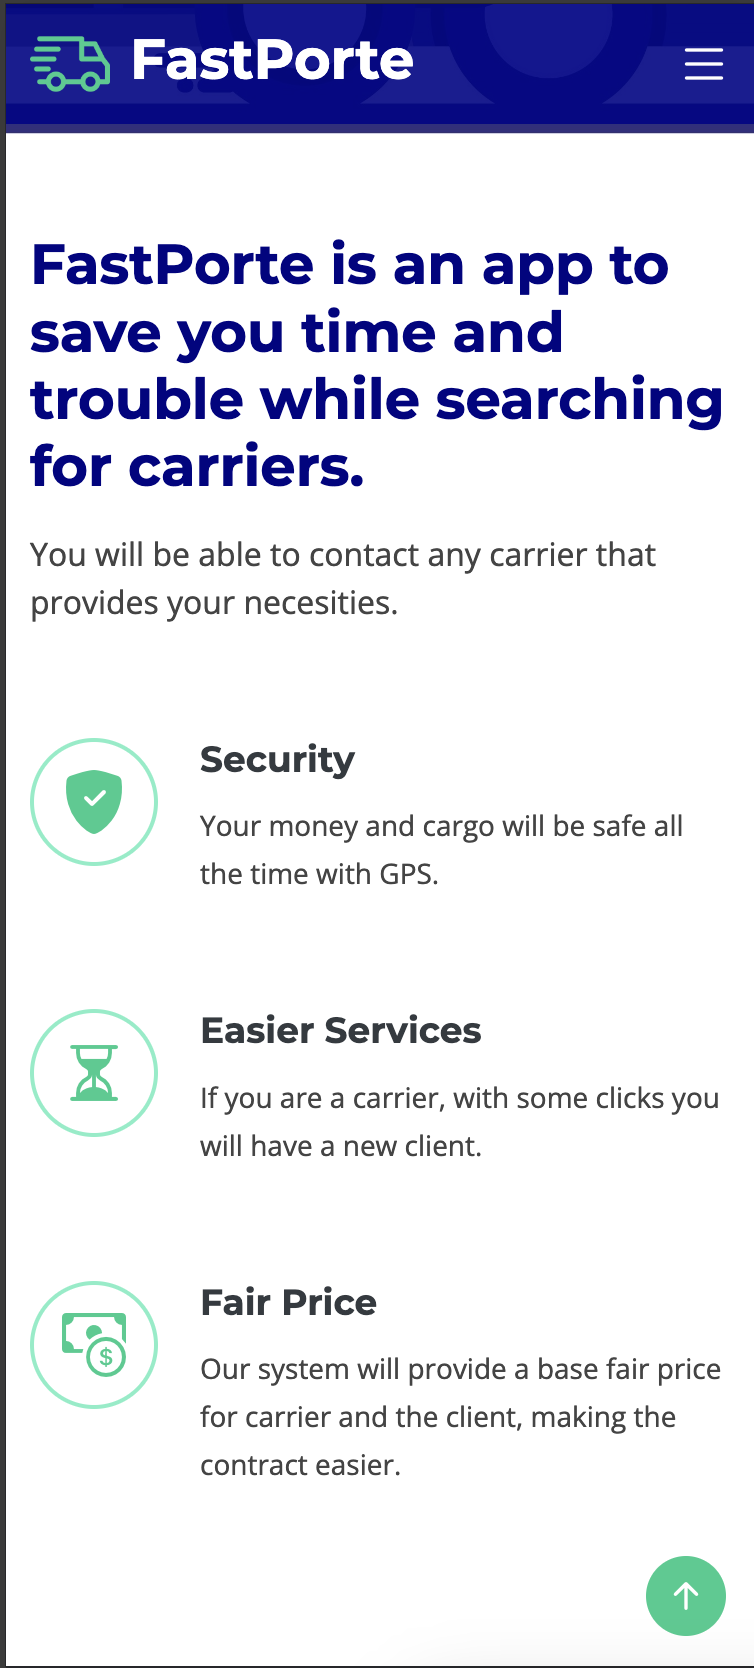 FastPorte
FastPorte is an app to
save you time and
trouble while searching
for carriers.
You will be able to contact any carrier that
provides your necesities.
Security
Your money and cargo will be safe all
the time with GPS.
Easier Services
If you are a carrier, with some clicks you
will have a new client.
$
Fair Price
Our system will provide a base fair price
for carrier and the client, making the
contract easier.